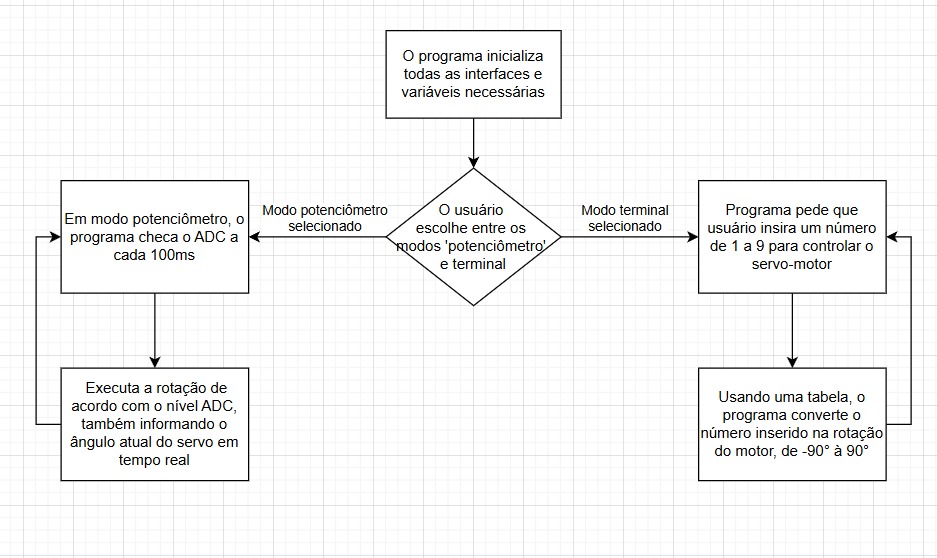 O programa inicializa
todas as interfaces e
variáveis necessárias
O usuário
escolhe entre os
modos 'potenciômetro'
e terminal
Modo potenciômetro
selecionado
Modo terminal
selecionado
Em modo potenciômetro, o
programa checa o ADC a
cada 100ms
Executa a rotação de
acordo com o nível ADC,
também informando o
ângulo atual do servo em
tempo real
Programa pede que
usuário insira um número
de 1 a 9 para controlar o
servo-motor
Usando uma tabela, o
programa converte o
número inserido na rotação
do motor, de -90° à 90°